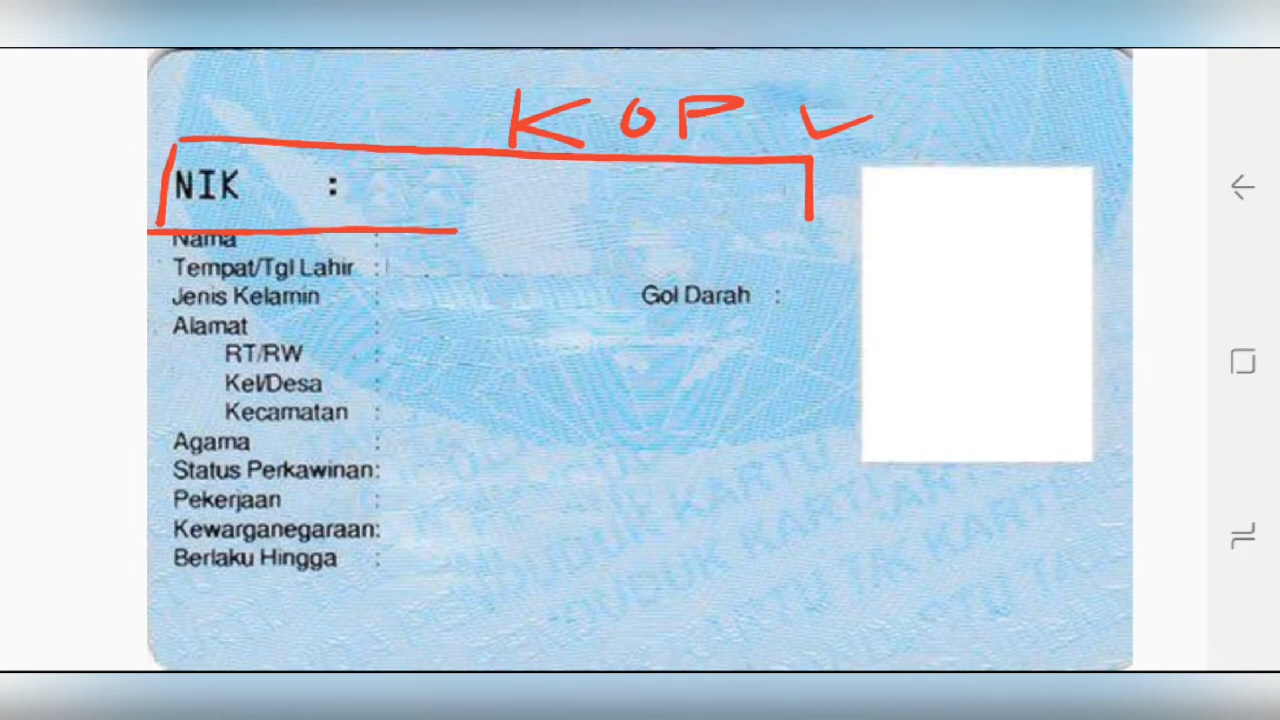 KOP
NIK :
Nama :
Tempat/Tgl Lahir :
Jenis Kelamin : Gol Darah :
Alamat :
RT/RW :
Kel/Desa :
Kecamatan :
Agama :
Status Perkawinan:
Pekerjaan :
Kewarganegaraan:
Berlaku Hingga :